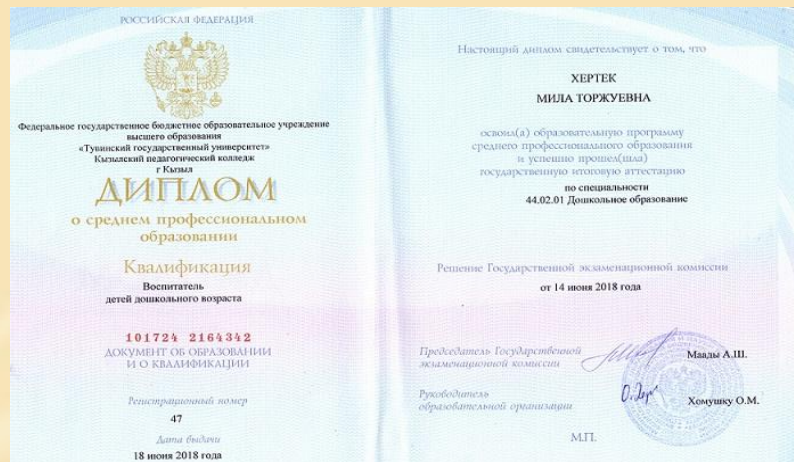 РОССИЙСКАЯ ФЕДЕРАЦИЯ
Федеральное государственное бюджетное образовательное учреждение
высшего образования
«Тувинский государственный университет»
Кызылский педагогический колледж
г Кызыл
ДИПЛОМ
о среднем профессиональном
образовании
Квалификация
Воспитатель
детей дошкольного возраста
101724 2164342
ДОКУМЕНТ ОБ ОБРАЗОВАНИИ
И О КВАЛИФИКАЦИИ
Регистрационный номер
47
Дата выдачи
18 июня 2018 года
Настоящий диплом свидетельствует о том, что
ХЕРТЕК
МИЛА ТОРЖУЕВНА
освоил(а) образовательную программу
среднего профессионального образования
и успешно прошел(шла)
государственную итоговую аттестацию
по специальности
44.02.01 Дошкольное образование
Решение Государственной экзаменационной комиссии
от 14 июня 2018 года
Председатель Государственной
экзаменационной комиссии
Маады А.Ш.
Руководитель
образовательной организации
Хомушку О.М.
М.П.